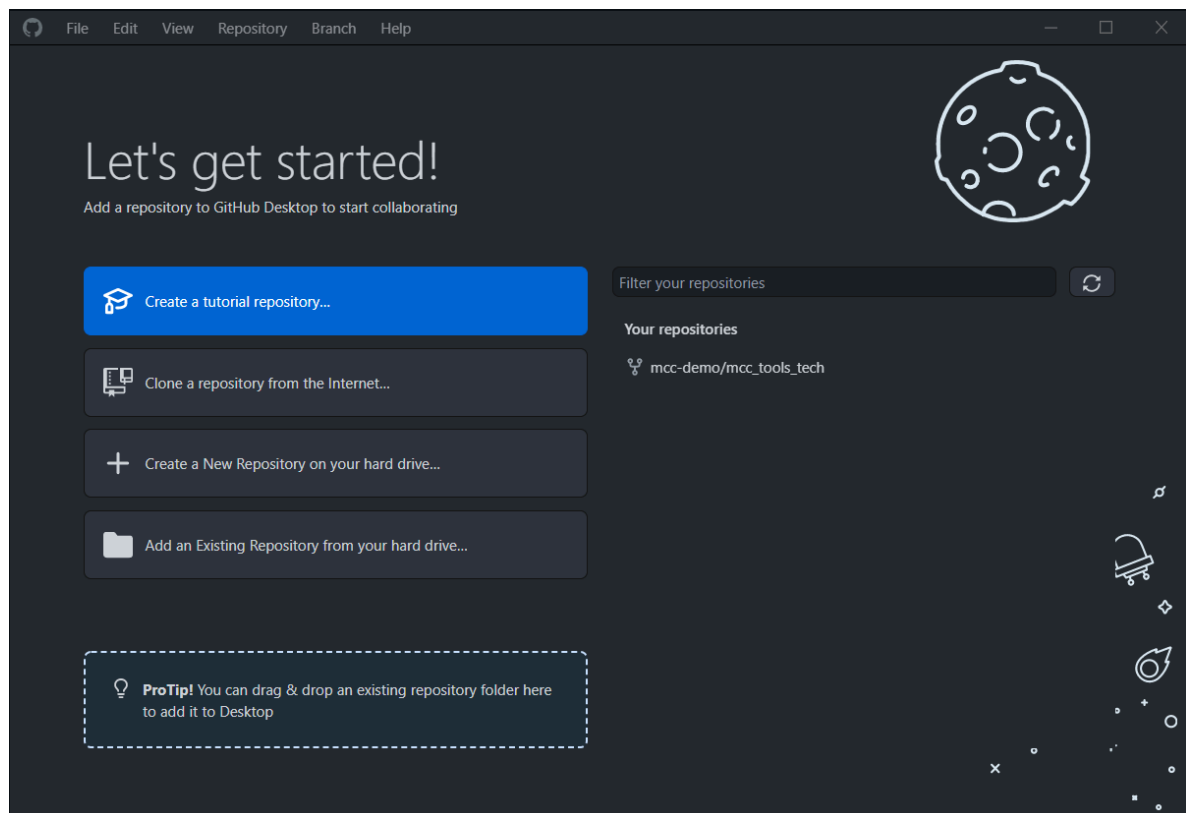 File Edit View Repository Branch Help
Let's get started!
Add a repository to GitHub Desktop to start collaborating
Create a tutorial repository...
Clone a repository from the Internet...
Create a New Repository on your hard drive...
Add an Existing Repository from your hard drive...
ProTip! You can drag & drop an existing repository folder here
to add it to Desktop
Filter your repositories
Your repositories
mcc-demo/mcc_tools_tech